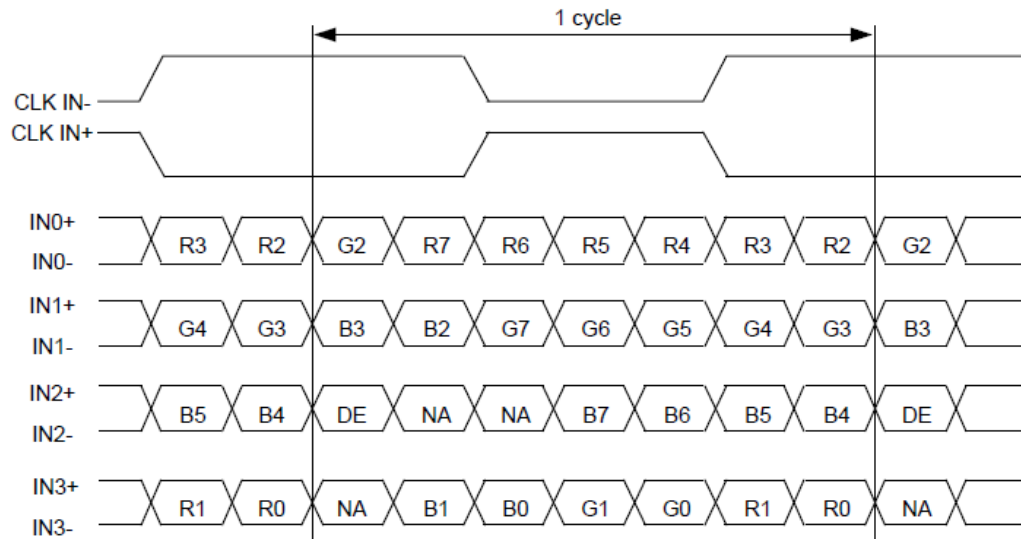 1 cycle
CLK IN-
CLK IN+
IN0+
R3 R2 G2 R7 R6 R5 R4 R3 R2 G2
IN0-
IN1+
G4 G3 B3 B2 G7 G6 G5 G4 G3 B3
IN1-
IN2+
B5 B4 DE NA NA B7 B6 B5 B4 DE
IN2-
IN3+
R1 R0 NA B1 B0 G1 G0 R1 R0 NA
IN3-